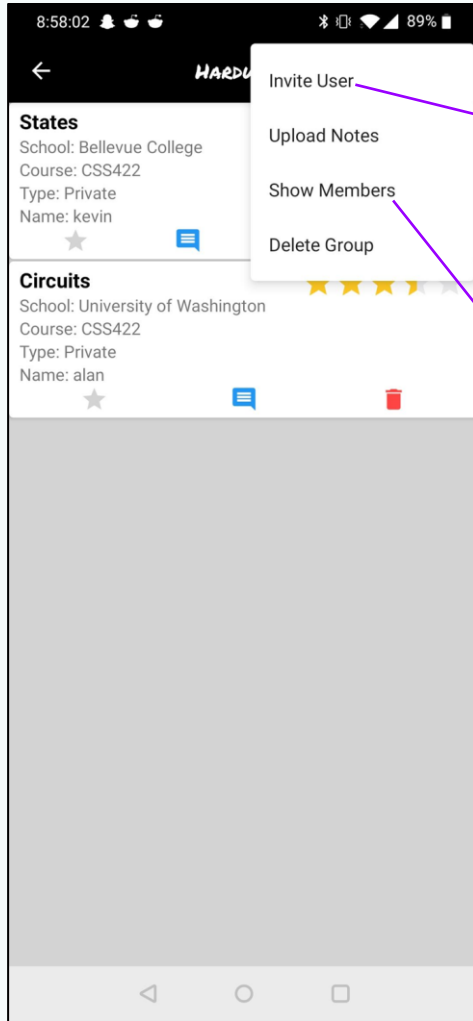 8:58:02 89%
Invite User
Upload Notes
Show Members
Delete Group
States
School: Bellevue College
Course: CSS422
Type: Private
Name: kevin
Circuits
School: University of Washington
Course: CSS422
Type: Private
Name: alan